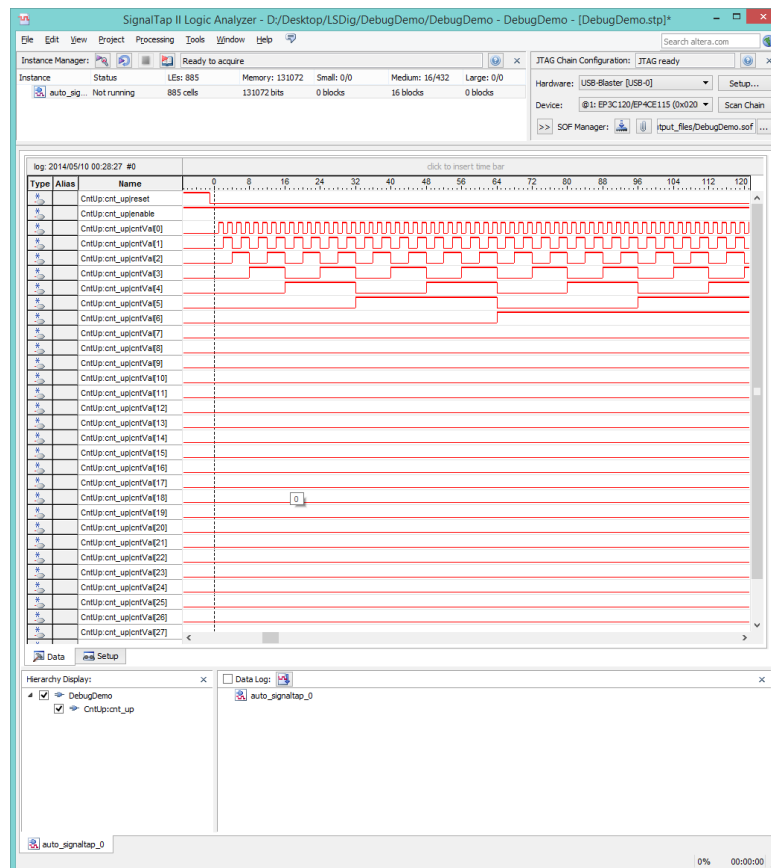 SignalTap II Logic Analyzer - D:/Desktop/LSDig/DebugDemo/DebugDemo - DebugDemo - [DebugDemo.stp]*
File Edit View Project Processing Tools Window Help
Search altera.com
Instance Manager: Ready to acquire
JTAG Chain Configuration: JTAG ready
Instance Status LEs: 885 Memory: 131072 Small: 0/0 Medium: 16/432 Large: 0/0
auto_sig... Not running 885 cells 131072 bits 0 blocks 16 blocks 0 blocks
Hardware: USB-Blaster [USB-0] Setup...
Device: @1: EP3C120/EP4CE115 (0x020 Scan Chain
>> SOF Manager: itput_files/DebugDemo.sof ...
log: 2014/05/10 00:28:27 #0 click to insert time bar
Type Alias Name 0 8 16 24 32 40 48 56 64 72 80 88 96 104 112 120
CntUp:cnt_up|reset
CntUp:cnt_up|enable
CntUp:cnt_up|cntVal[0]
CntUp:cnt_up|cntVal[1]
CntUp:cnt_up|cntVal[2]
CntUp:cnt_up|cntVal[3]
CntUp:cnt_up|cntVal[4]
CntUp:cnt_up|cntVal[5]
CntUp:cnt_up|cntVal[6]
CntUp:cnt_up|cntVal[7]
CntUp:cnt_up|cntVal[8]
CntUp:cnt_up|cntVal[9]
CntUp:cnt_up|cntVal[10]
CntUp:cnt_up|cntVal[11]
CntUp:cnt_up|cntVal[12]
CntUp:cnt_up|cntVal[13]
CntUp:cnt_up|cntVal[14]
CntUp:cnt_up|cntVal[15]
CntUp:cnt_up|cntVal[16]
CntUp:cnt_up|cntVal[17]
CntUp:cnt_up|cntVal[18] 0
CntUp:cnt_up|cntVal[19]
CntUp:cnt_up|cntVal[20]
CntUp:cnt_up|cntVal[21]
CntUp:cnt_up|cntVal[22]
CntUp:cnt_up|cntVal[23]
CntUp:cnt_up|cntVal[24]
CntUp:cnt_up|cntVal[25]
CntUp:cnt_up|cntVal[26]
CntUp:cnt_up|cntVal[27]
Data Setup
Hierarchy Display: Data Log:
DebugDemo auto_signaltap_0
CntUp:cnt_up
auto_signaltap_0
0% 00:00:00